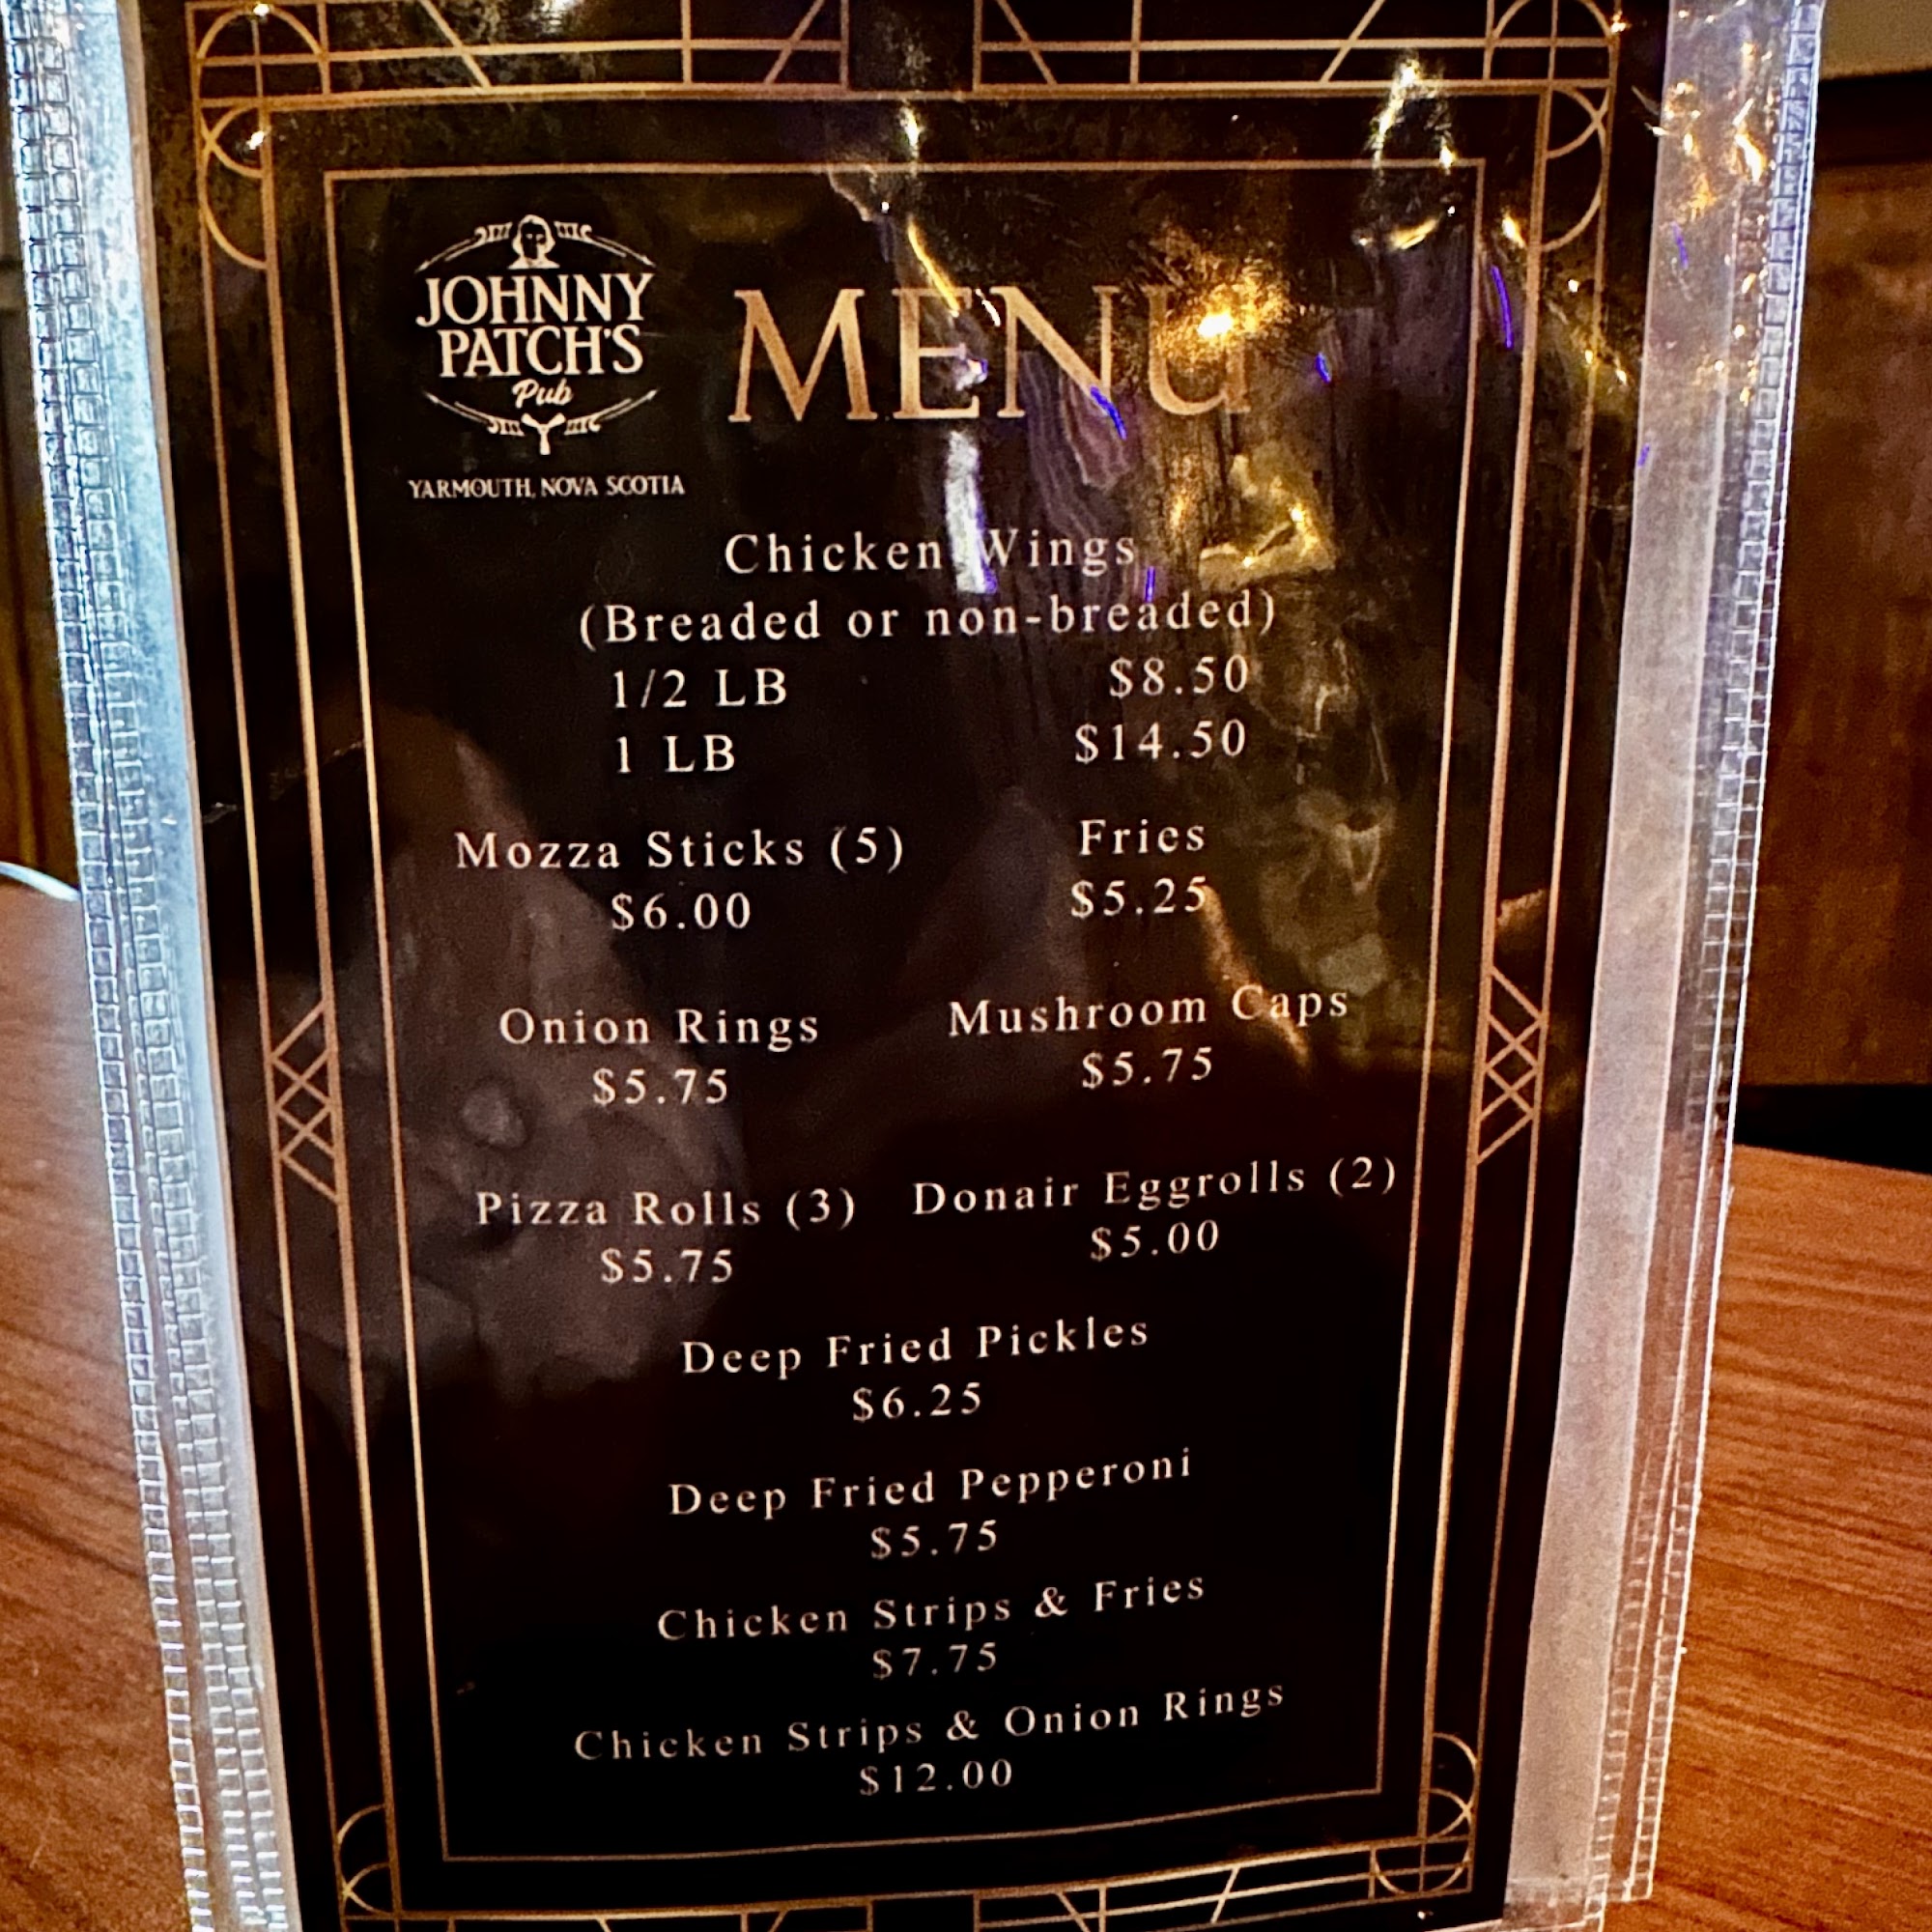 JOHNNY
PATCH'S
Pub
YARMOUTH, NOVA SCOTIA
MENU
Chicken Wings
(Breaded or non-breaded)
1/2 LB $8.50
1 LB $14.50
Mozza Sticks (5)
$6.00
Fries
$5.25
Onion Rings
$5.75
Mushroom Caps
$5.75
Pizza Rolls (3)
$5.75
Donair Eggrolls (2)
$5.00
Deep Fried Pickles
$6.25
Deep Fried Pepperoni
$5.75
Chicken Strips & Fries
$7.75
Chicken Strips & Onion Rings
$12.00